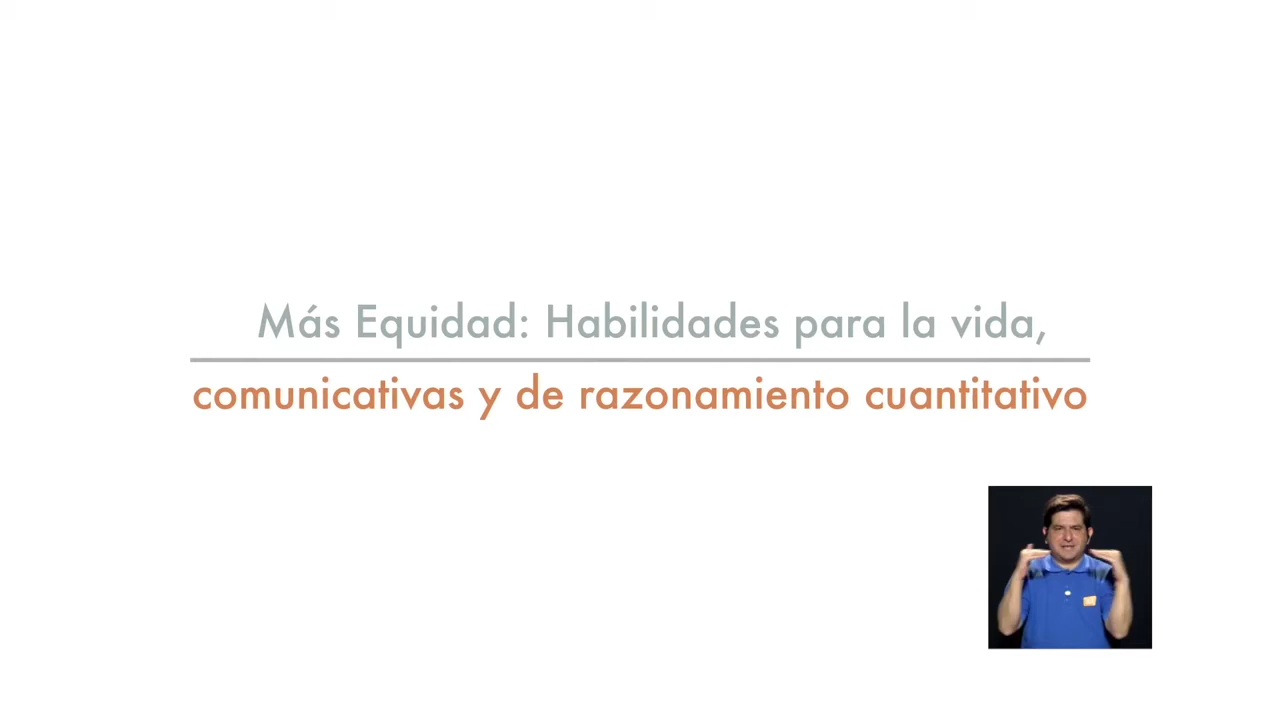 Más Equidad: Habilidades para la vida,
comunicativas y de razonamiento cuantitativo